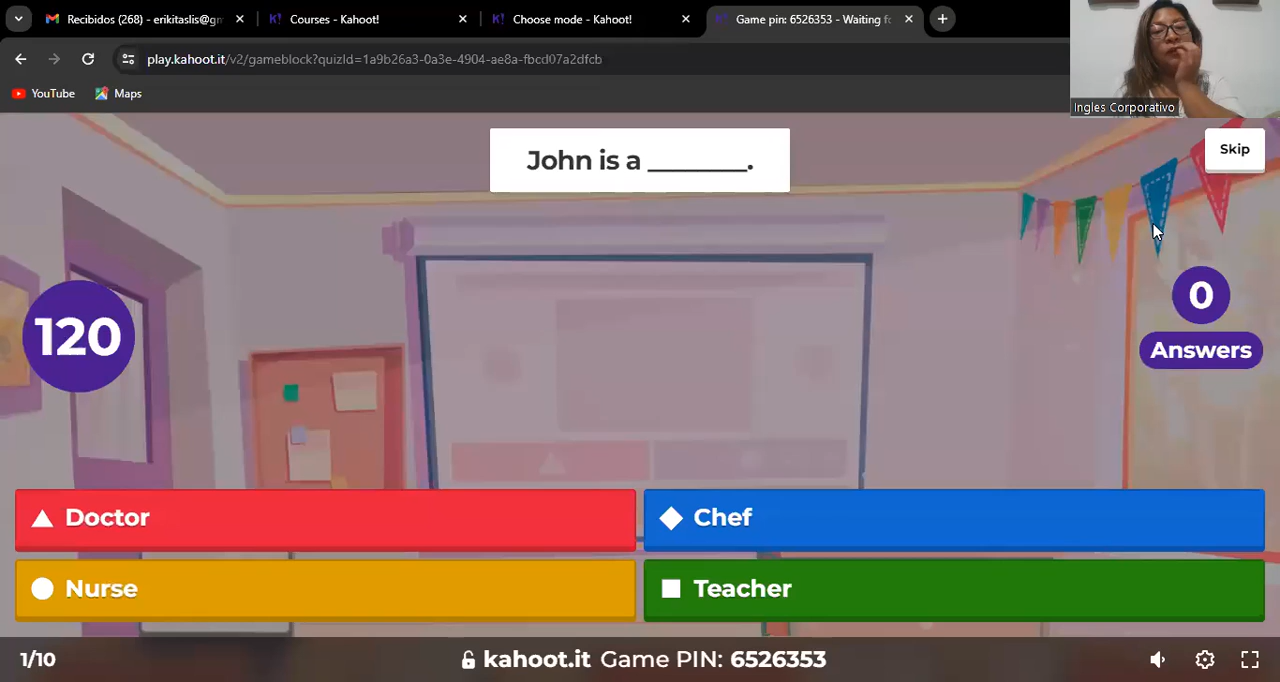 Recibidos (268) - erikitaslis@gm
Courses - Kahoot!
Choose mode - Kahoot!
Game pin: 6526353 - Waiting fo
play.kahoot.it/v2/gameblock?quizId=1a9b26a3-0a3e-4904-ae8a-fbcd07a2dfcb
YouTube
Maps
Ingles Corporativo
John is a _______.
Skip
120
0
Answers
Doctor
Chef
Nurse
Teacher
1/10
kahoot.it Game PIN: 6526353